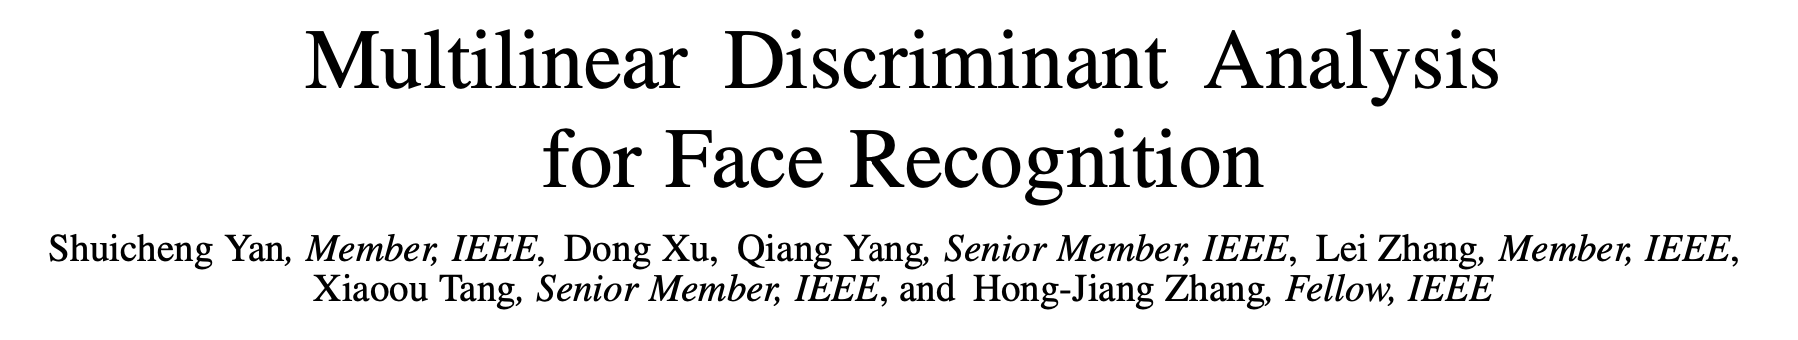 Multilinear Discriminant Analysis
for Face Recognition
Shuicheng Yan, Member, IEEE, Dong Xu, Qiang Yang, Senior Member, IEEE, Lei Zhang, Member, IEEE,
Xiaoou Tang, Senior Member, IEEE, and Hong-Jiang Zhang, Fellow, IEEE